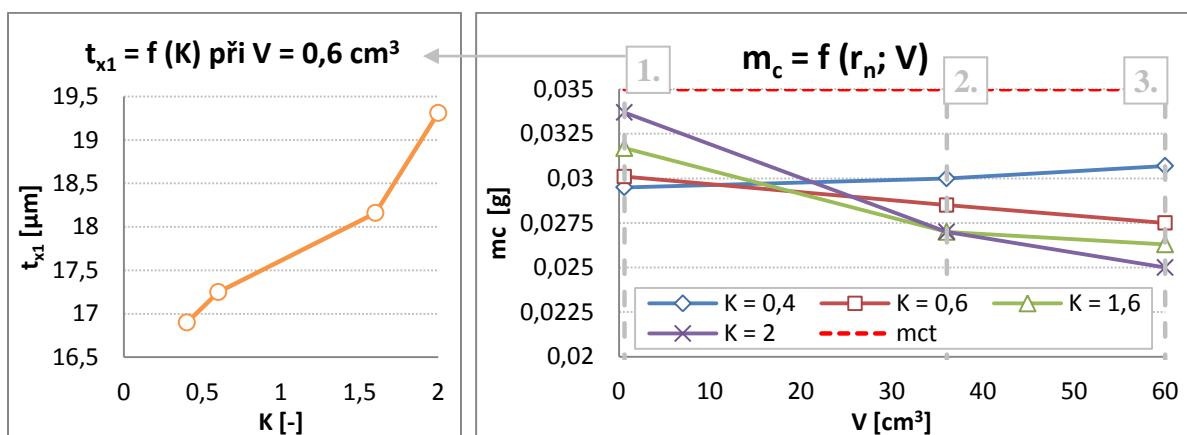 t_x1 = f (K) při V = 0,6 cm³
19,5
19
18,5
18
17,5
17
16,5
t_x1 [µm]
0
0,5
1
1,5
2
K [-]
1.
m_c = f (r_n; V)
2.
3.
0,035
0,0325
0,03
0,0275
0,025
0,0225
0,02
mc [g]
K = 0,4
K = 0,6
K = 1,6
K = 2
mct
0
10
20
30
40
50
60
V [cm³]